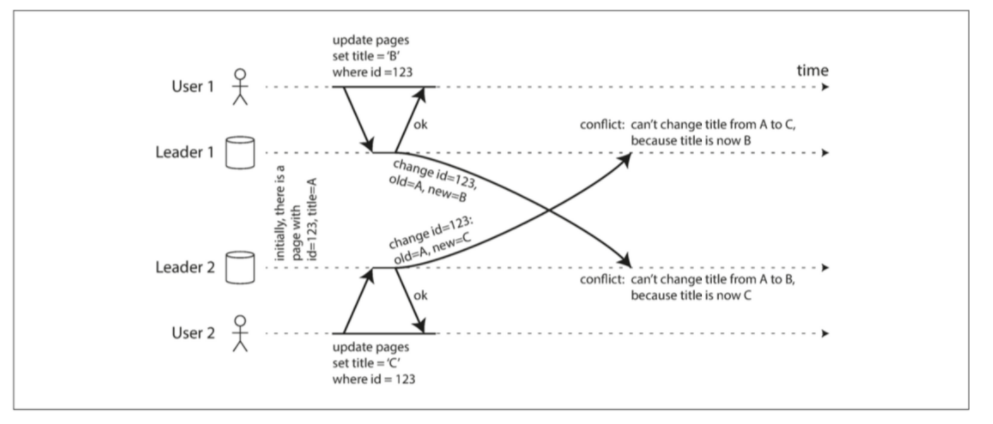 update pages
set title = 'B'
where id =123
time
User 1
ok
conflict: can't change title from A to C,
because title is now B
Leader 1
change id=123,
old=A, new=B
initially, there is a
page with
id=123, title=A
change id=123:
old=A, new=C
Leader 2
conflict: can't change title from A to B,
because title is now C
ok
User 2
update pages
set title = 'C'
where id = 123